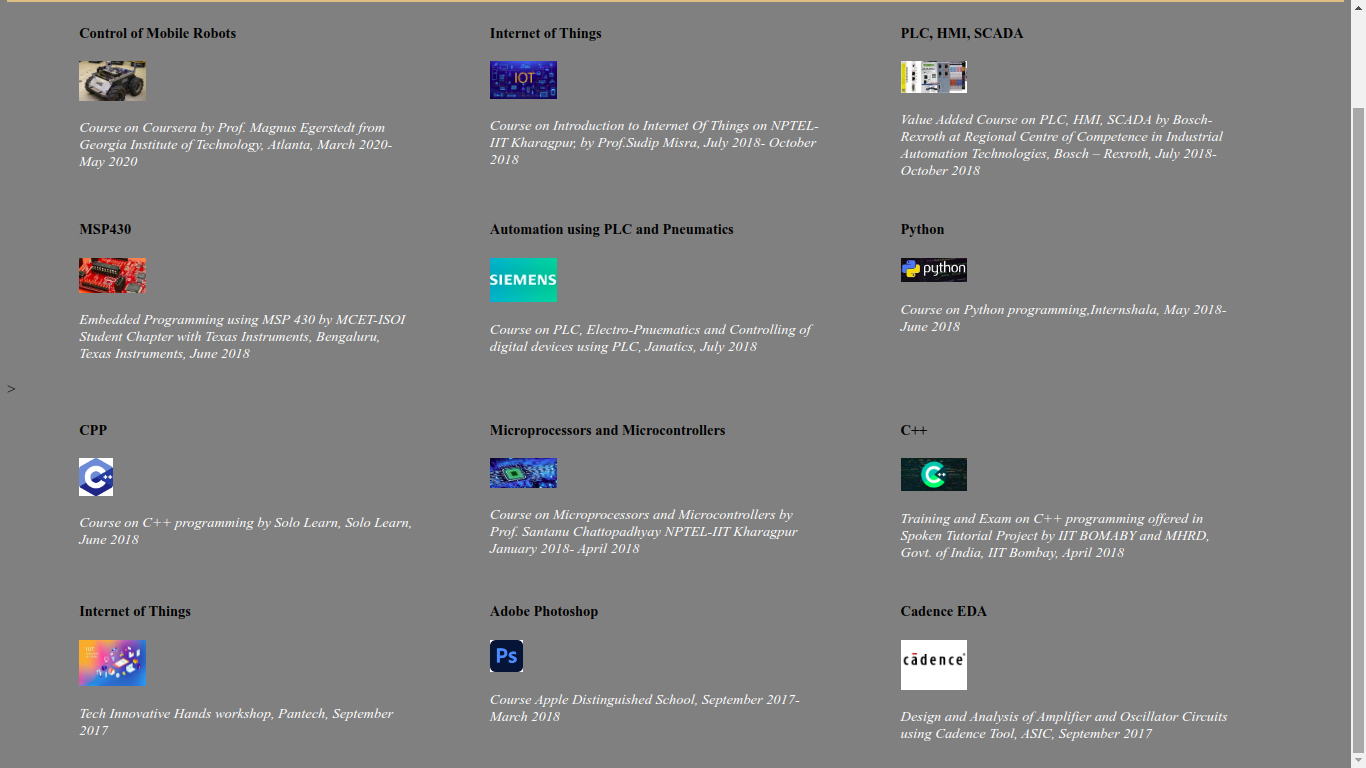 Control of Mobile Robots
Course on Coursera by Prof. Magnus Egerstedt from
Georgia Institute of Technology, Atlanta, March 2020-
May 2020
Internet of Things
IOT
Course on Introduction to Internet Of Things on NPTEL-
IIT Kharagpur, by Prof.Sudip Misra, July 2018- October
2018
PLC, HMI, SCADA
Value Added Course on PLC, HMI, SCADA by Bosch-
Rexroth at Regional Centre of Competence in Industrial
Automation Technologies, Bosch – Rexroth, July 2018-
October 2018
MSP430
Embedded Programming using MSP 430 by MCET-ISOI
Student Chapter with Texas Instruments, Bengaluru,
Texas Instruments, June 2018
Automation using PLC and Pneumatics
SIEMENS
Course on PLC, Electro-Pnuematics and Controlling of
digital devices using PLC, Janatics, July 2018
Python
python
Course on Python programming,Internshala, May 2018-
June 2018
>
CPP
C++
Course on C++ programming by Solo Learn, Solo Learn,
June 2018
Microprocessors and Microcontrollers
Course on Microprocessors and Microcontrollers by
Prof. Santanu Chattopadhyay NPTEL-IIT Kharagpur
January 2018- April 2018
C++
C++
Training and Exam on C++ programming offered in
Spoken Tutorial Project by IIT BOMABY and MHRD,
Govt. of India, IIT Bombay, April 2018
Internet of Things
IOT
Tech Innovative Hands workshop, Pantech, September
2017
Adobe Photoshop
Ps
Course Apple Distinguished School, September 2017-
March 2018
Cadence EDA
cādence®
Design and Analysis of Amplifier and Oscillator Circuits
using Cadence Tool, ASIC, September 2017